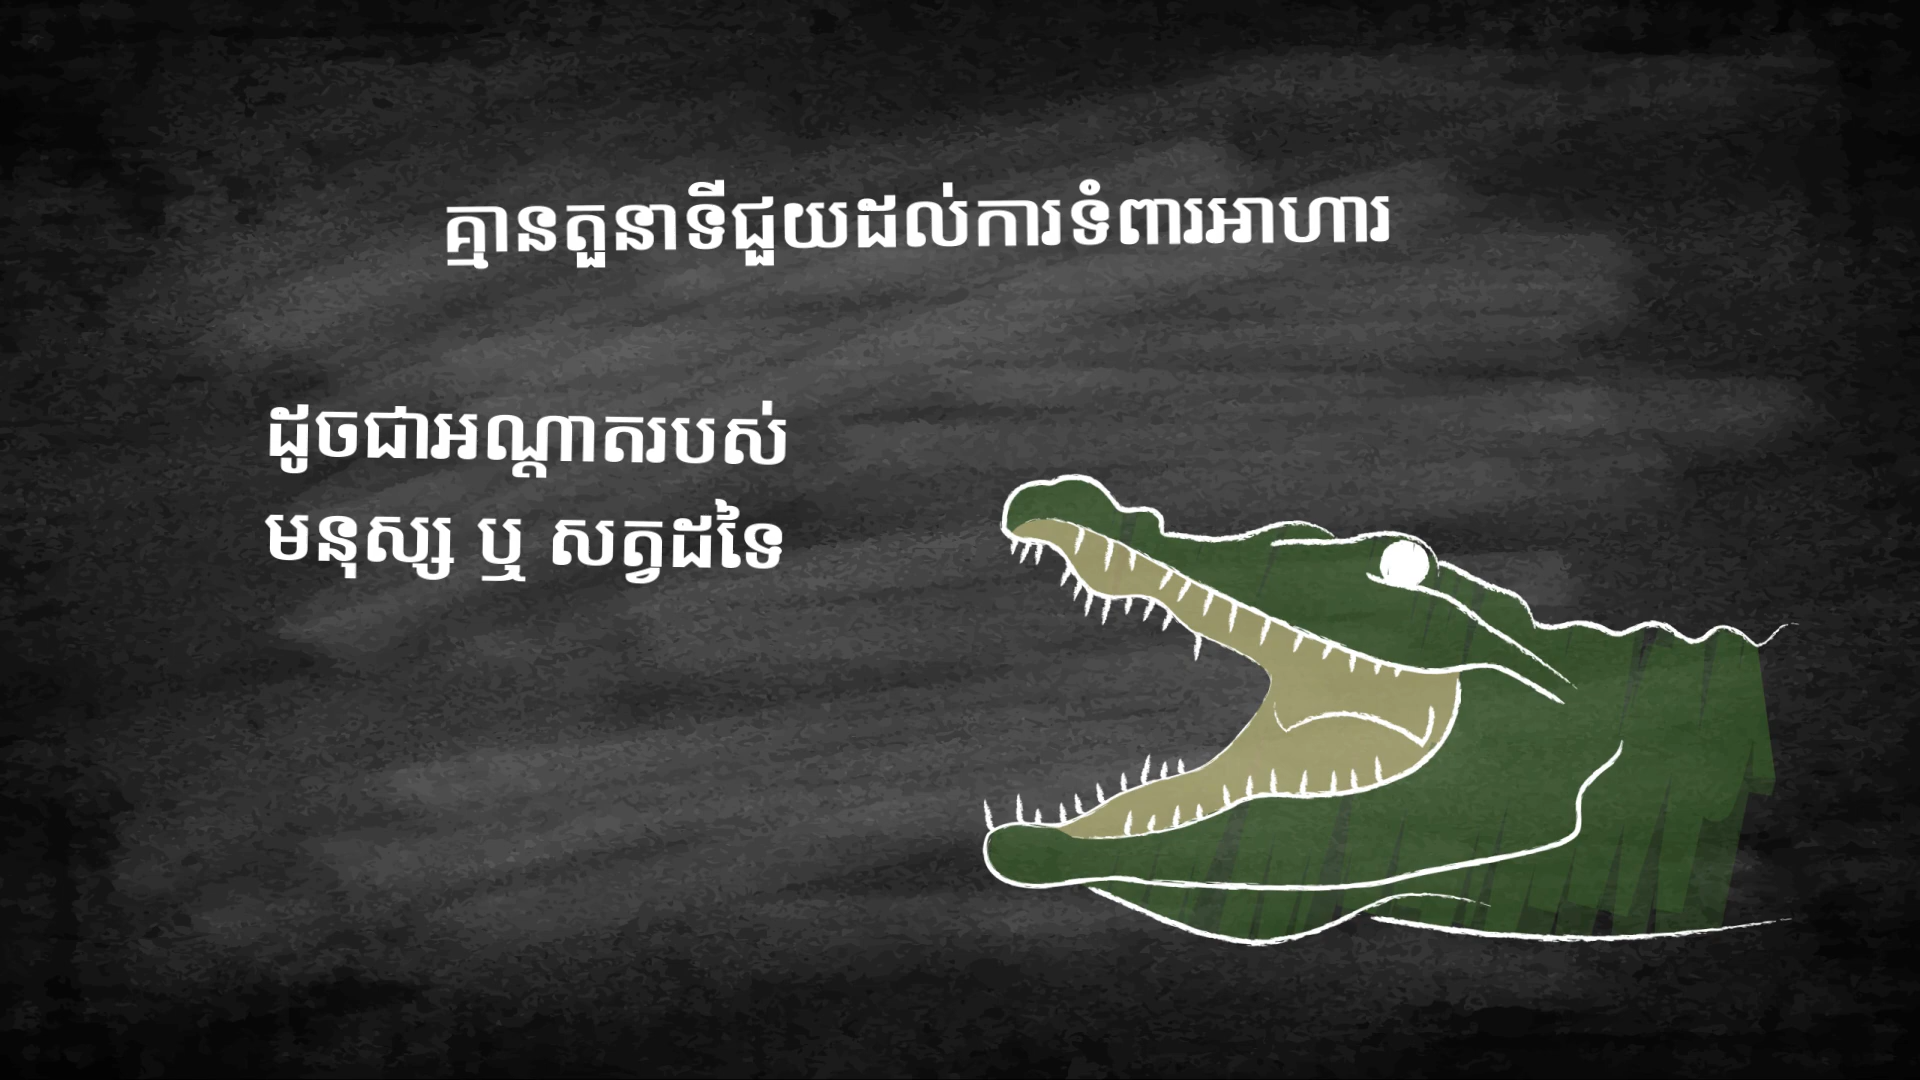 គ្មានតួនាទីជួយដល់ការទំពារអាហារ
ដូចជាអណ្ដាតរបស់
មនុស្ស ឬ សត្វដទៃ